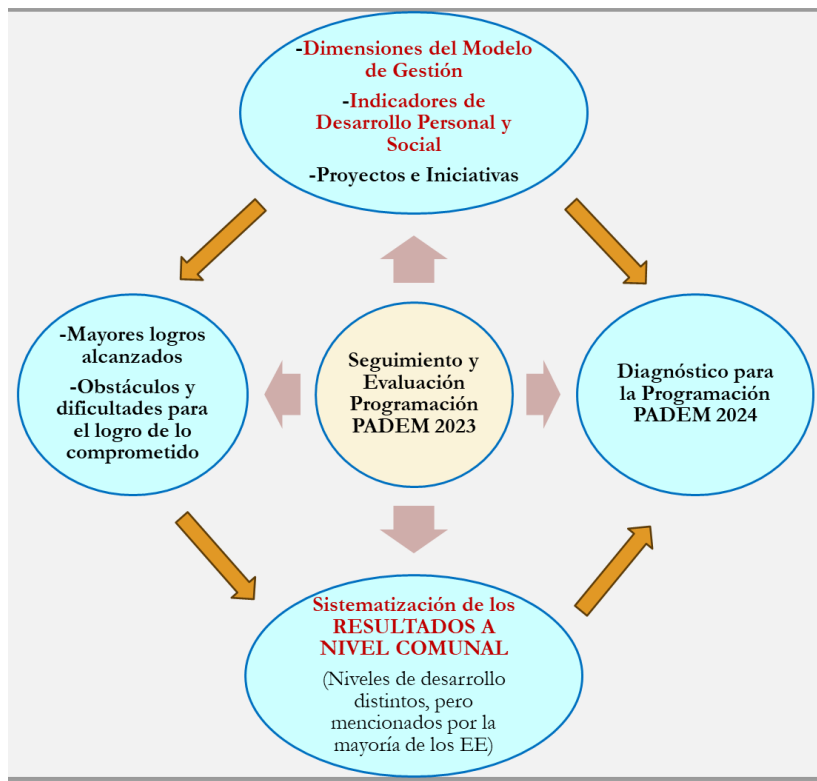 -Dimensiones del Modelo
de Gestión
-Indicadores de
Desarrollo Personal y
Social
-Proyectos e Iniciativas
-Mayores logros
alcanzados
-Obstáculos y
dificultades para
el logro de lo
comprometido
Seguimiento y
Evaluación
Programación
PADEM 2023
Diagnóstico para
la Programación
PADEM 2024
Sistematización de los
RESULTADOS A
NIVEL COMUNAL
(Niveles de desarrollo
distintos, pero
mencionados por la
mayoría de los EE)